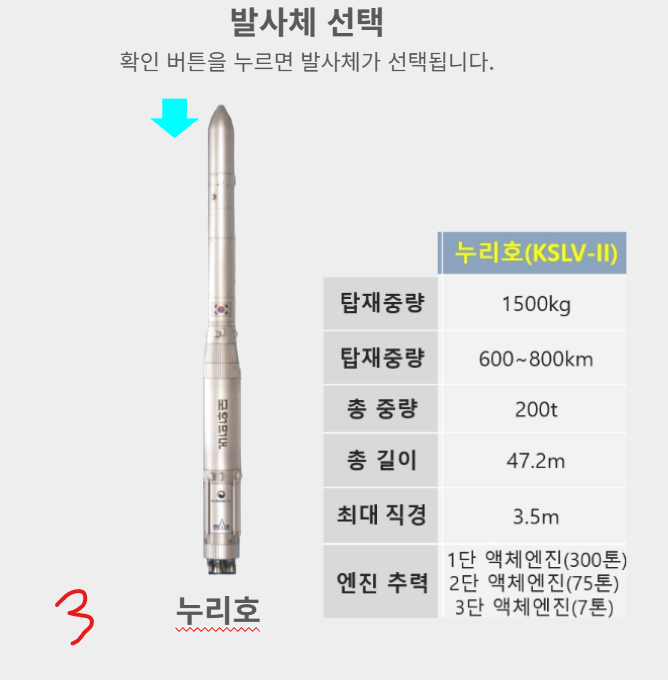 발사체 선택
확인 버튼을 누르면 발사체가 선택됩니다.
누리호(KSLV-II)
탑재중량 1500kg
탑재중량 600~800km
총 중량 200t
총 길이 47.2m
최대 직경 3.5m
엔진 추력 1단 액체엔진(300톤)
2단 액체엔진(75톤)
3단 액체엔진(7톤)
대한민국
누리호
3